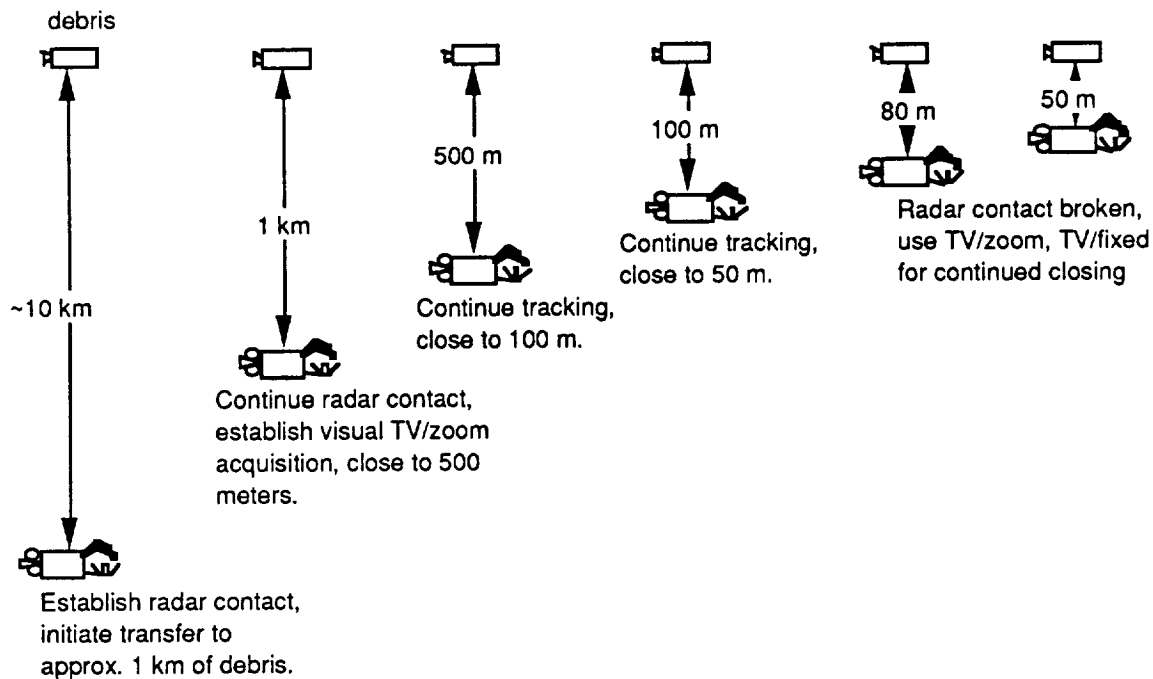 debris
~10 km
Establish radar contact,
initiate transfer to
approx. 1 km of debris.
1 km
Continue radar contact,
establish visual TV/zoom
acquisition, close to 500
meters.
500 m
Continue tracking,
close to 100 m.
100 m
Continue tracking,
close to 50 m.
80 m
50 m
Radar contact broken,
use TV/zoom, TV/fixed
for continued closing